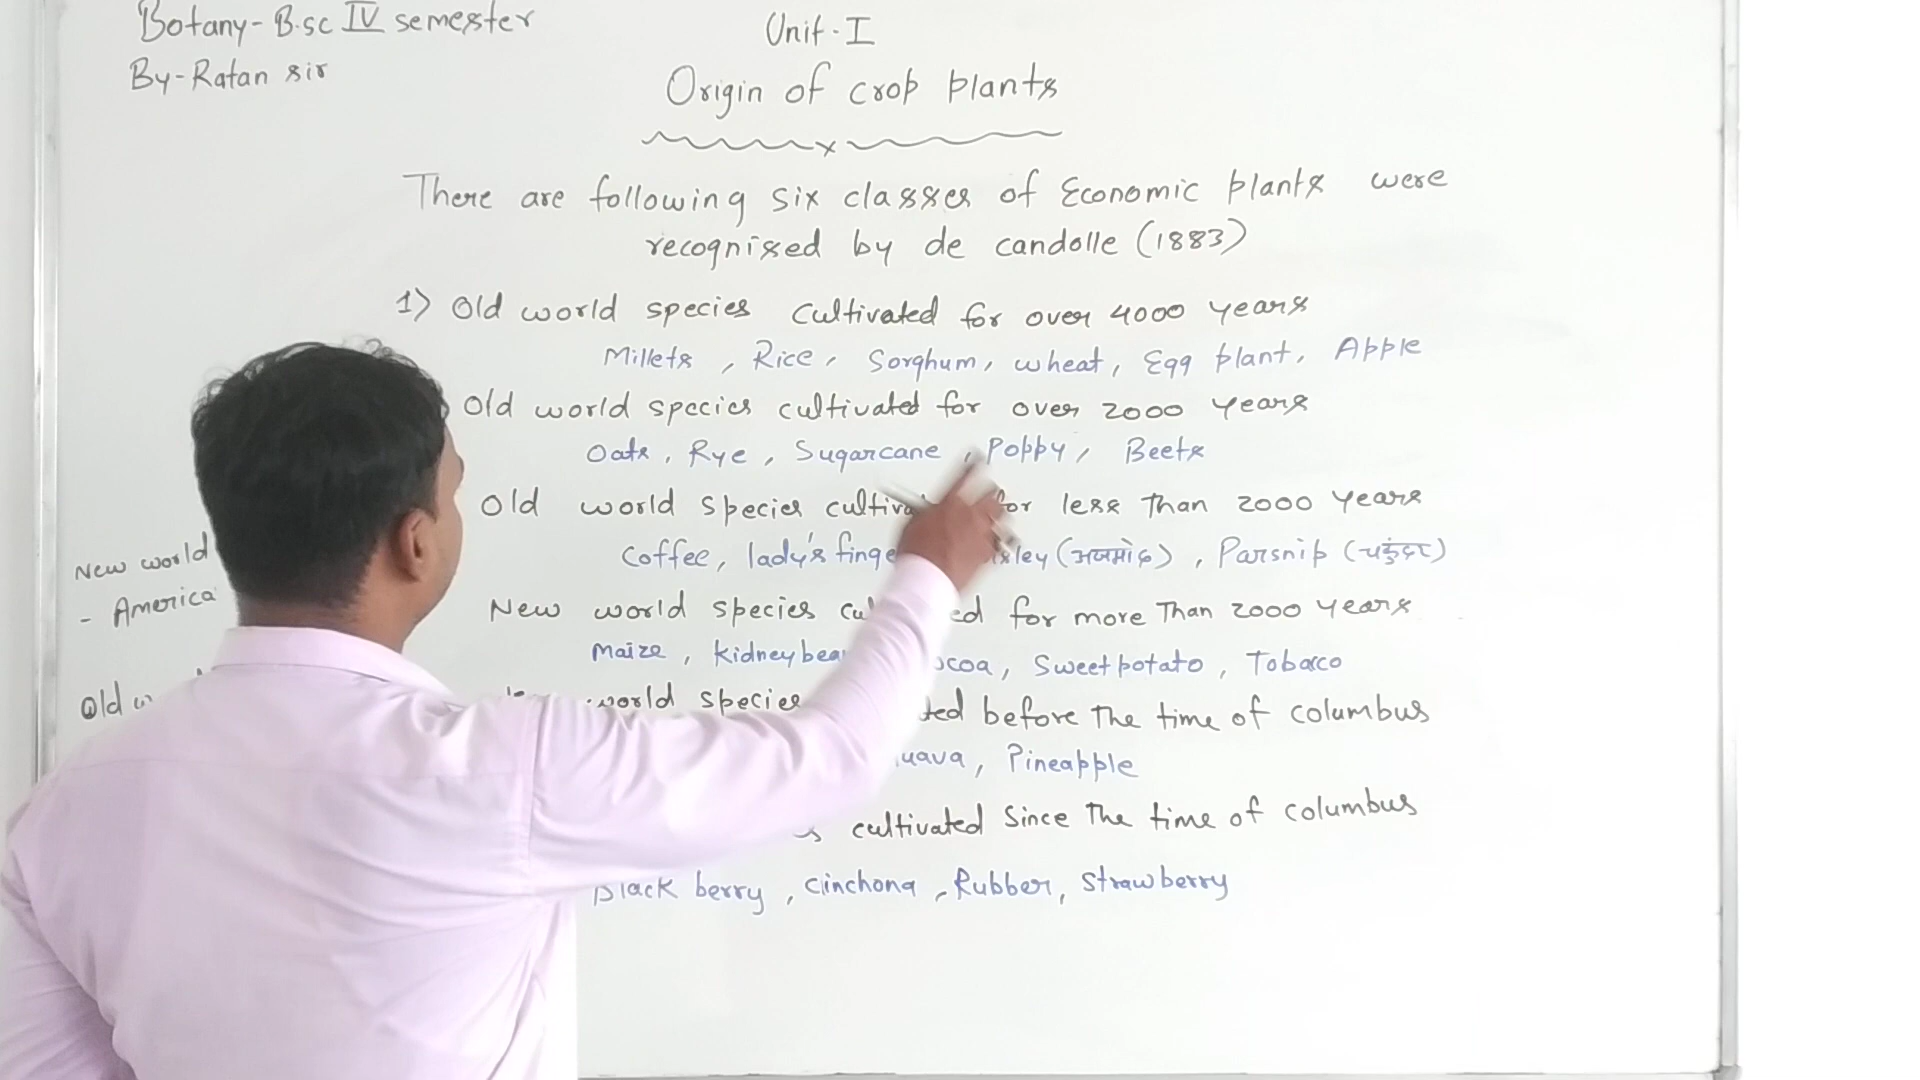 Botany - B.sc IV semester
By - Ratan sir
Unit - I
Origin of crop plants
There are following six classes of Economic plants were
recognised by de candolle (1883)
1) Old world species cultivated for over 4000 years
Millets, Rice, Sorghum, wheat, Egg plant, Apple
Old world species cultivated for over 2000 years
Oats, Rye, Sugarcane, Poppy, Beets
Old world species for less than 2000 years
Coffee, lady's (अजमोद), Parsnip (चकुंदर)
New world species for more Than 2000 years
Maize, Sweet potato, Tobacco
world species before The time of columbus
Pineapple
cultivated Since The time of columbus
berry, Cinchona, Rubber, Strawberry
New world
- America
Old